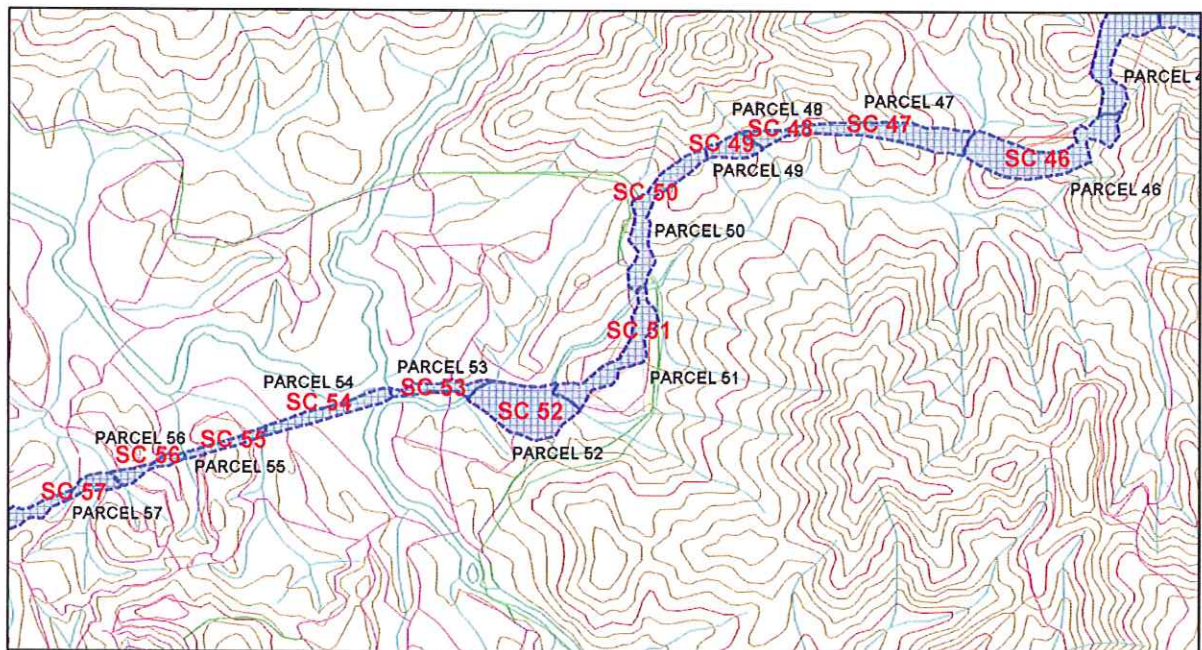 PARCEL 4
PARCEL 48
PARCEL 47
SC 48
SC 47
SC 49
SC 46
PARCEL 49
PARCEL 46
SC 50
PARCEL 50
SC 51
PARCEL 53
PARCEL 51
SC 53
PARCEL 54
SC 54
SC 52
PARCEL 56
SC 55
PARCEL 52
SC 56
PARCEL 55
SC 57
PARCEL 57